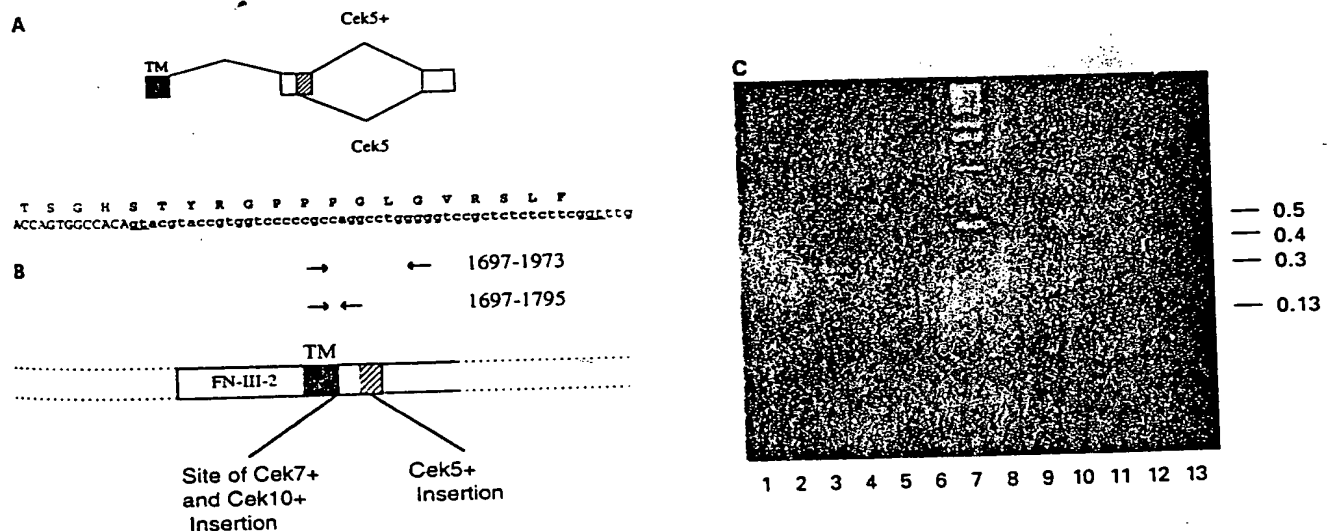 A
Cek5+
TM
Cek5
T S G H S T Y R G P P P G L G V R S L F
ACCAGTGGCCACAgtacgtaccgtggtcccccgccaggcctgggggtccgctctctcttcggtttg
B
→ ← 1697-1973
→ ← 1697-1795
TM
FN-III-2
Site of Cek7+
and Cek10+
Insertion
Cek5+
Insertion
C
0.5
0.4
0.3
0.13
1 2 3 4 5 6 7 8 9 10 11 12 13